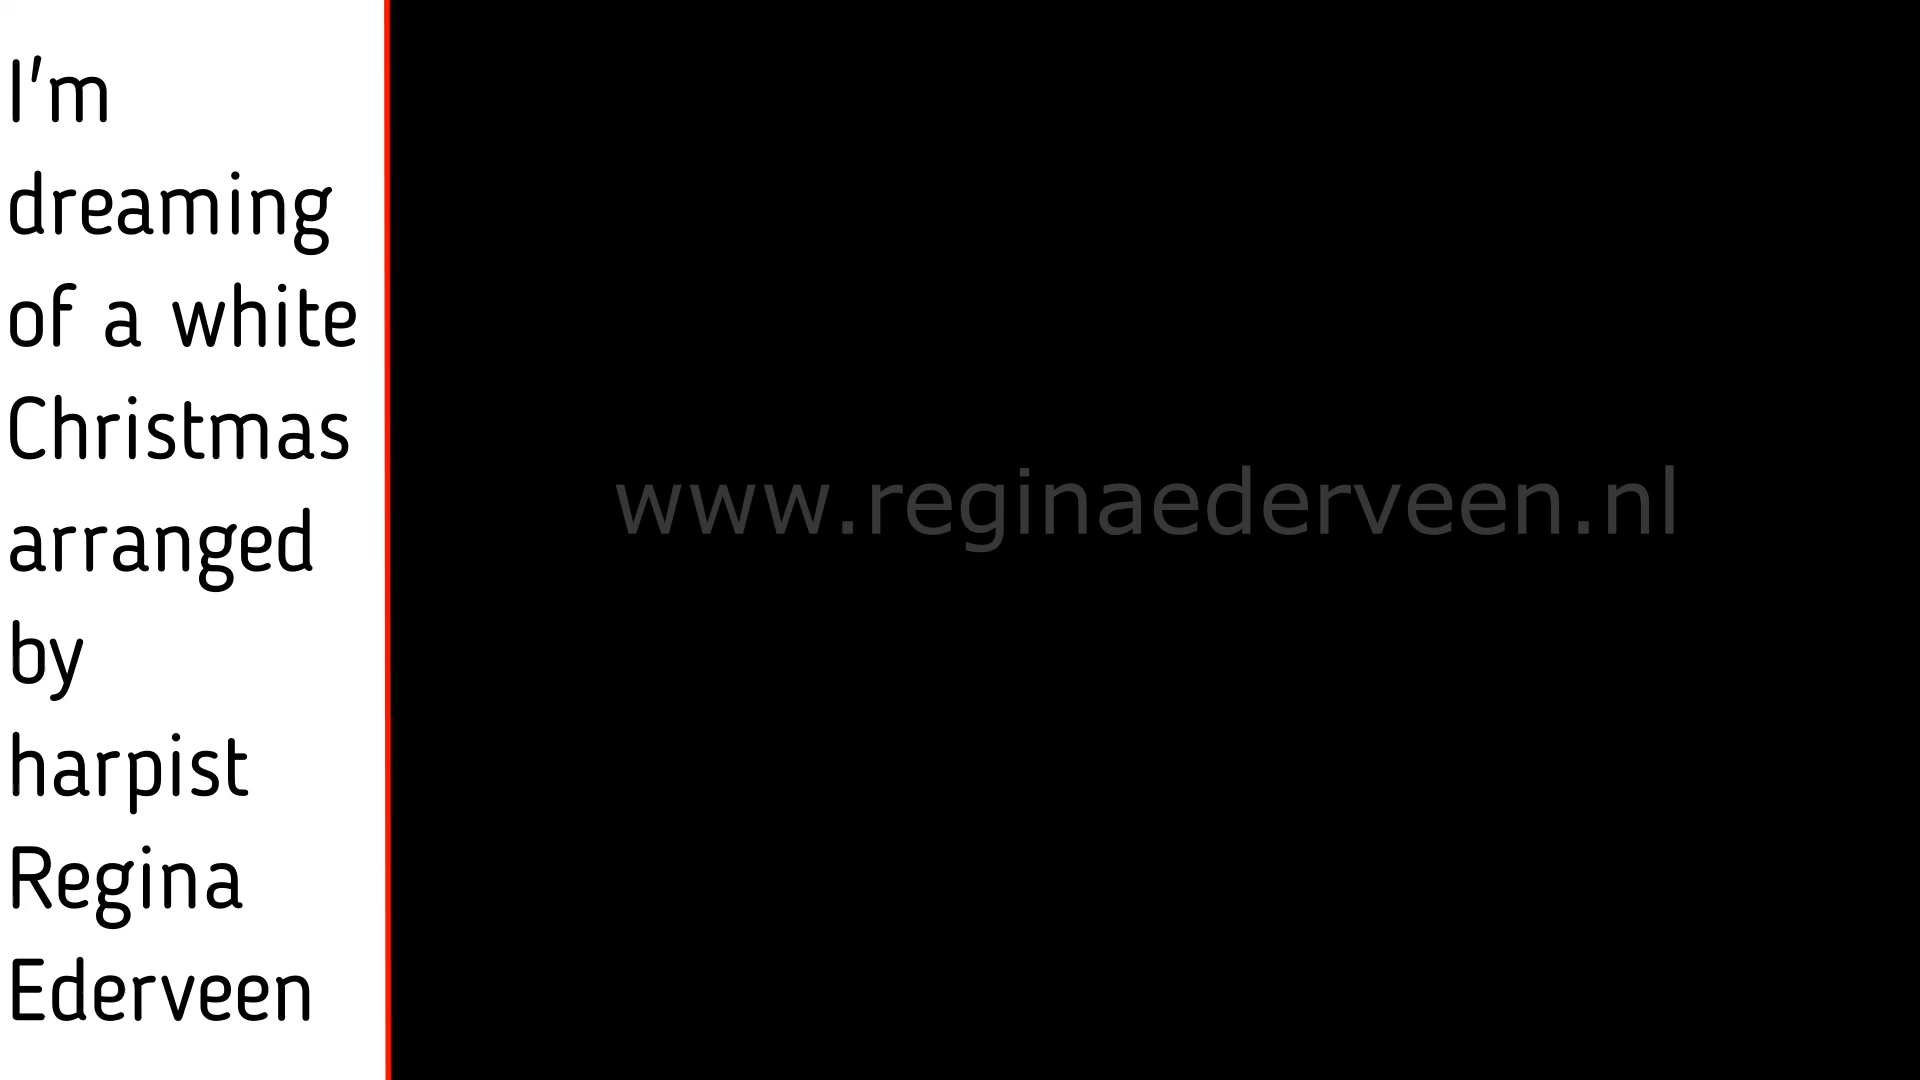 I'm
dreaming
of a white
Christmas
arranged
by
harpist
Regina
Ederveen
www.reginaederveen.nl